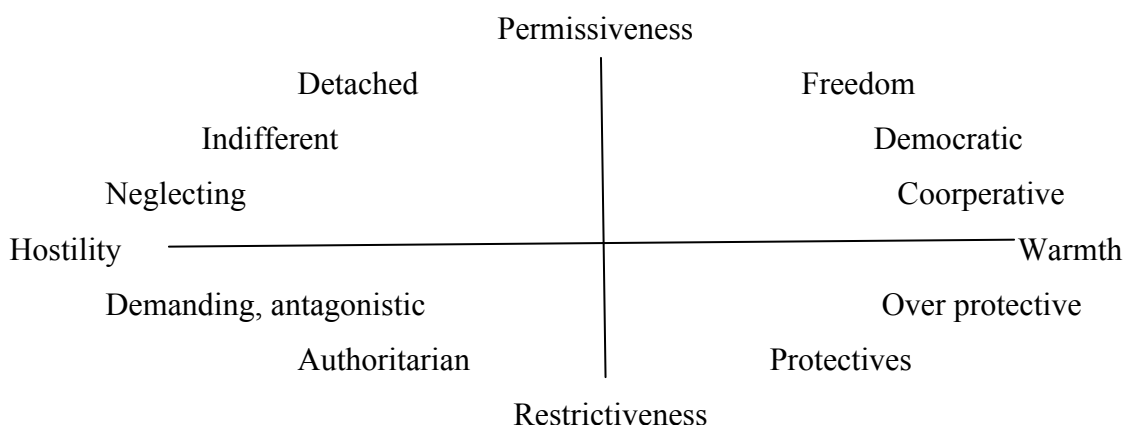 Permissiveness
Detached Freedom
Indifferent Democratic
Neglecting Coorperative
Hostility Warmth
Demanding, antagonistic Over protective
Authoritarian Protectives
Restrictiveness